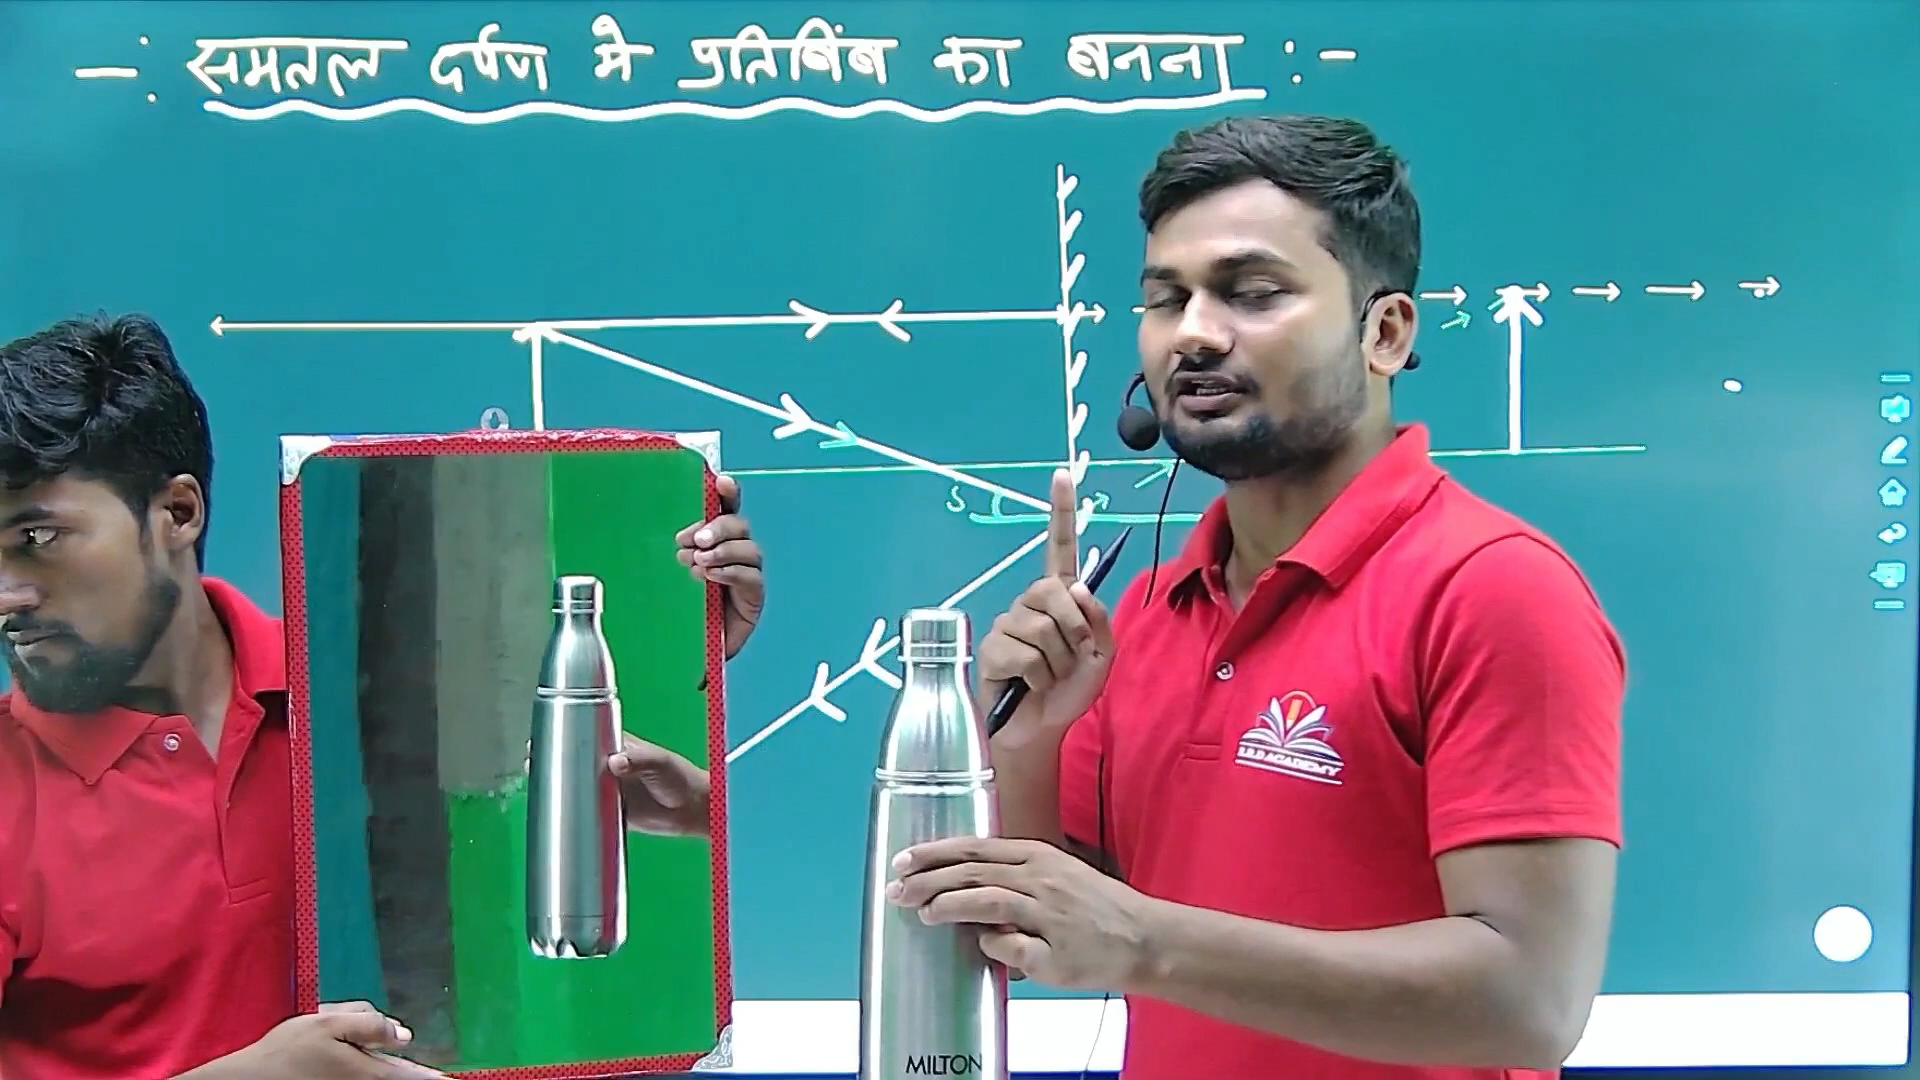 -: समतल दर्पण मे प्रतिबिंब का बनना :-
MILTON